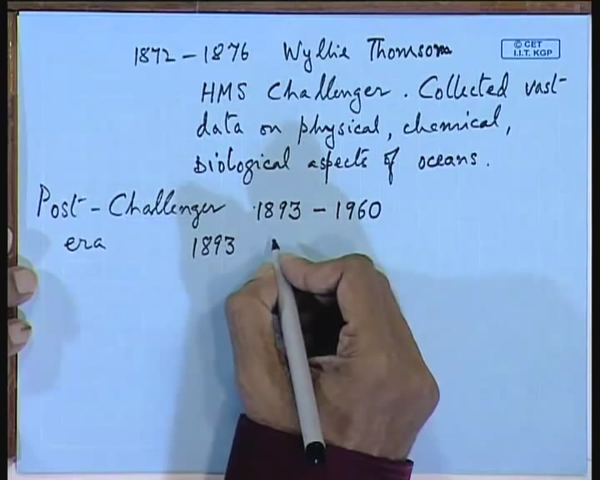 1872 – 1876 Wyllie Thomson
© CET
I.I.T. KGP
HMS Challenger. Collected vast
data on physical, chemical,
Biological aspects of oceans.
Post-Challenger 1893 – 1960
era 1893